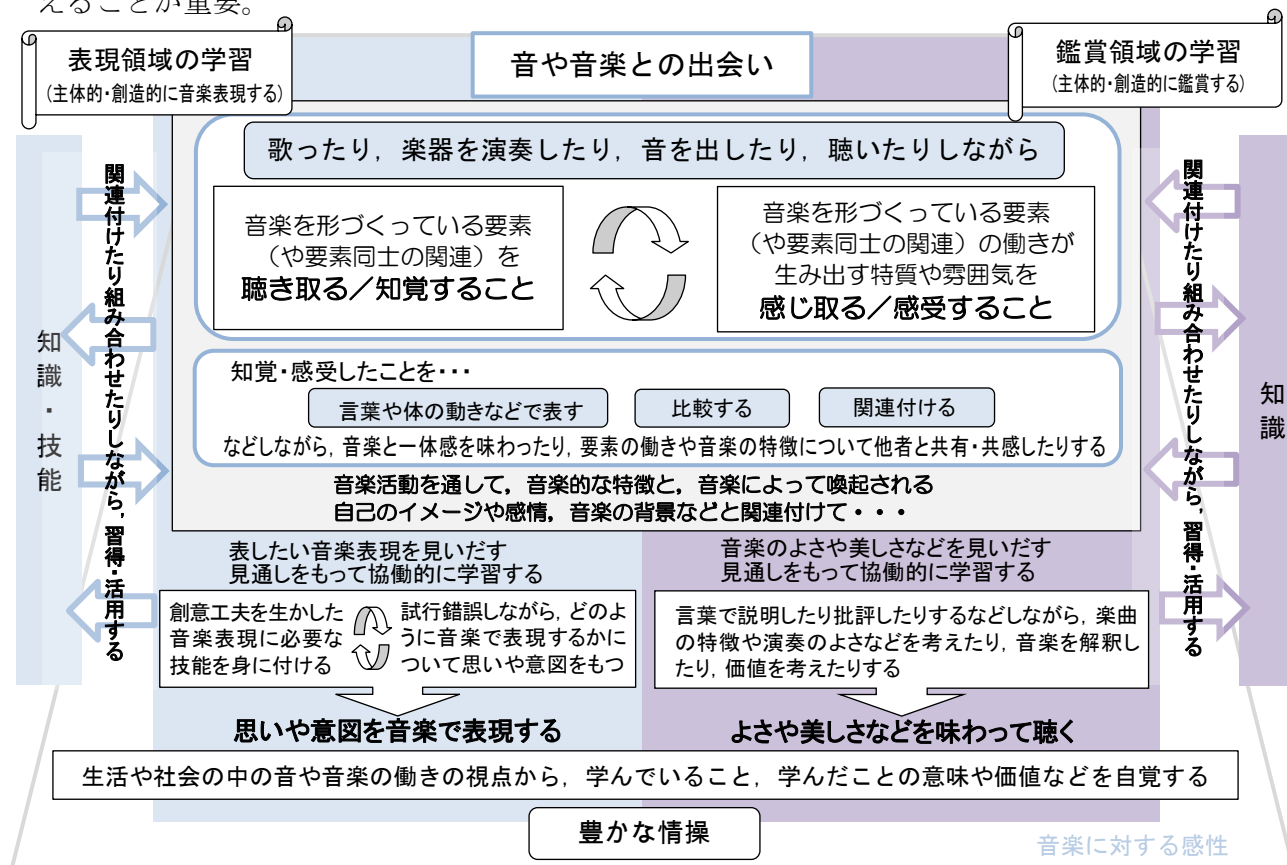 えることが重要。
表現領域の学習
(主体的･創造的に音楽表現する)
音や音楽との出会い
鑑賞領域の学習
(主体的･創造的に鑑賞する)
歌ったり，楽器を演奏したり，音を出したり，聴いたりしながら
音楽を形づくっている要素
（や要素同士の関連）を
聴き取る／知覚すること
音楽を形づくっている要素
（や要素同士の関連）の働きが
生み出す特質や雰囲気を
感じ取る／感受すること
関連付けたり組み合わせたりしながら，習得・活用する
関連付けたり組み合わせたりしながら，習得・活用する
知識・技能
知識
知覚･感受したことを･･･
言葉や体の動きなどで表す
比較する
関連付ける
などしながら，音楽と一体感を味わったり，要素の働きや音楽の特徴について他者と共有･共感したりする
音楽活動を通して，音楽的な特徴と，音楽によって喚起される
自己のイメージや感情，音楽の背景などと関連付けて・・・
表したい音楽表現を見いだす
見通しをもって協働的に学習する
音楽のよさや美しさなどを見いだす
見通しをもって協働的に学習する
創意工夫を生かした
音楽表現に必要な
技能を身に付ける
試行錯誤しながら，どのよ
うに音楽で表現するかに
ついて思いや意図をもつ
言葉で説明したり批評したりするなどしながら，楽曲
の特徴や演奏のよさなどを考えたり，音楽を解釈し
たり，価値を考えたりする
思いや意図を音楽で表現する
よさや美しさなどを味わって聴く
生活や社会の中の音や音楽の働きの視点から，学んでいること，学んだことの意味や価値などを自覚する
豊かな情操
音楽に対する感性